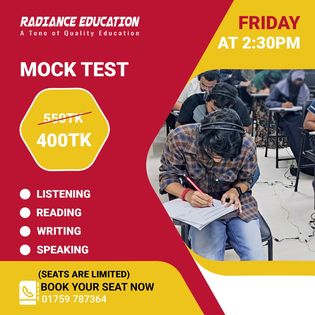 RADIANCE EDUCATION
A Tone of Quality Education
FRIDAY
AT 2:30PM
MOCK TEST
550TK
400TK
LISTENING
READING
WRITING
SPEAKING
(SEATS ARE LIMITED)
BOOK YOUR SEAT NOW
01759 787364